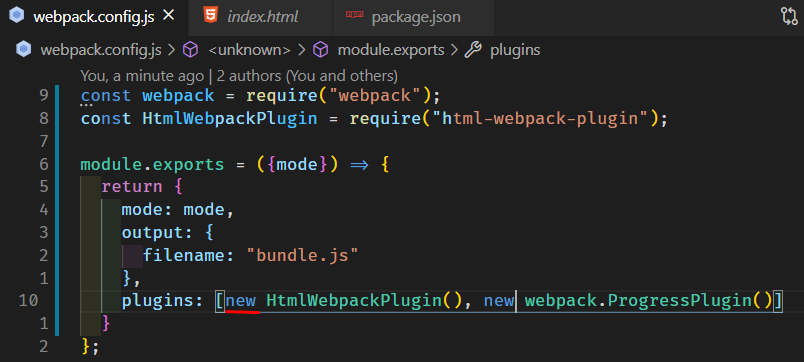 webpack.config.js × index.html package.json
webpack.config.js > <unknown> > module.exports > plugins
You, a minute ago | 2 authors (You and others)
9 const webpack = require("webpack");
8 const HtmlWebpackPlugin = require("html-webpack-plugin");
7
6 module.exports = ({mode}) => {
5 return {
4 mode: mode,
3 output: {
2 filename: "bundle.js"
1 },
10 plugins: [new HtmlWebpackPlugin(), new webpack.ProgressPlugin()]
1 }
2 };